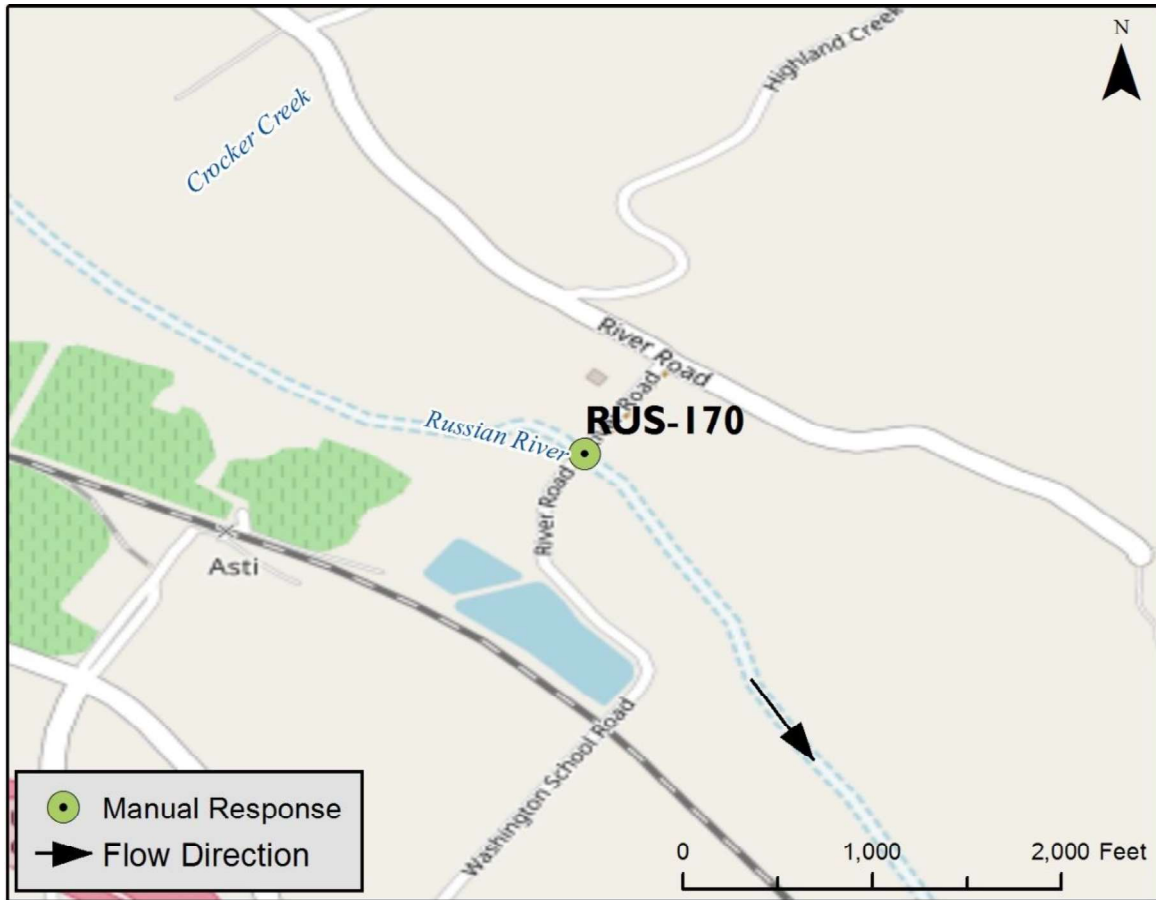 N
Highland Creek
Crocker Creek
River Road
Road
RUS-170
Russian River
River Road
Asti
Washington School Road
Manual Response
Flow Direction
0 1,000 2,000 Feet